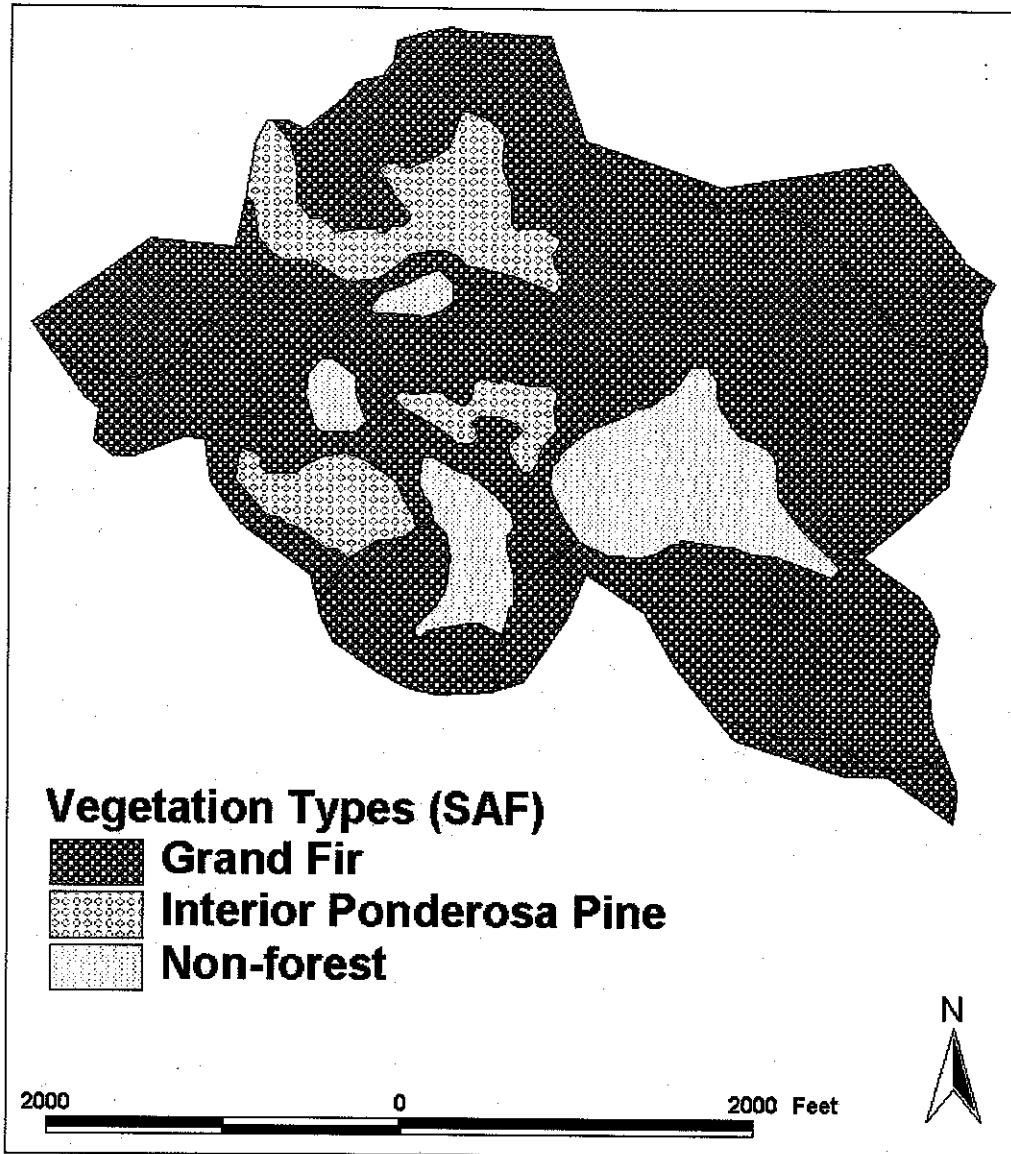 Vegetation Types (SAF)
Grand Fir
Interior Ponderosa Pine
Non-forest
N
2000 0 2000 Feet